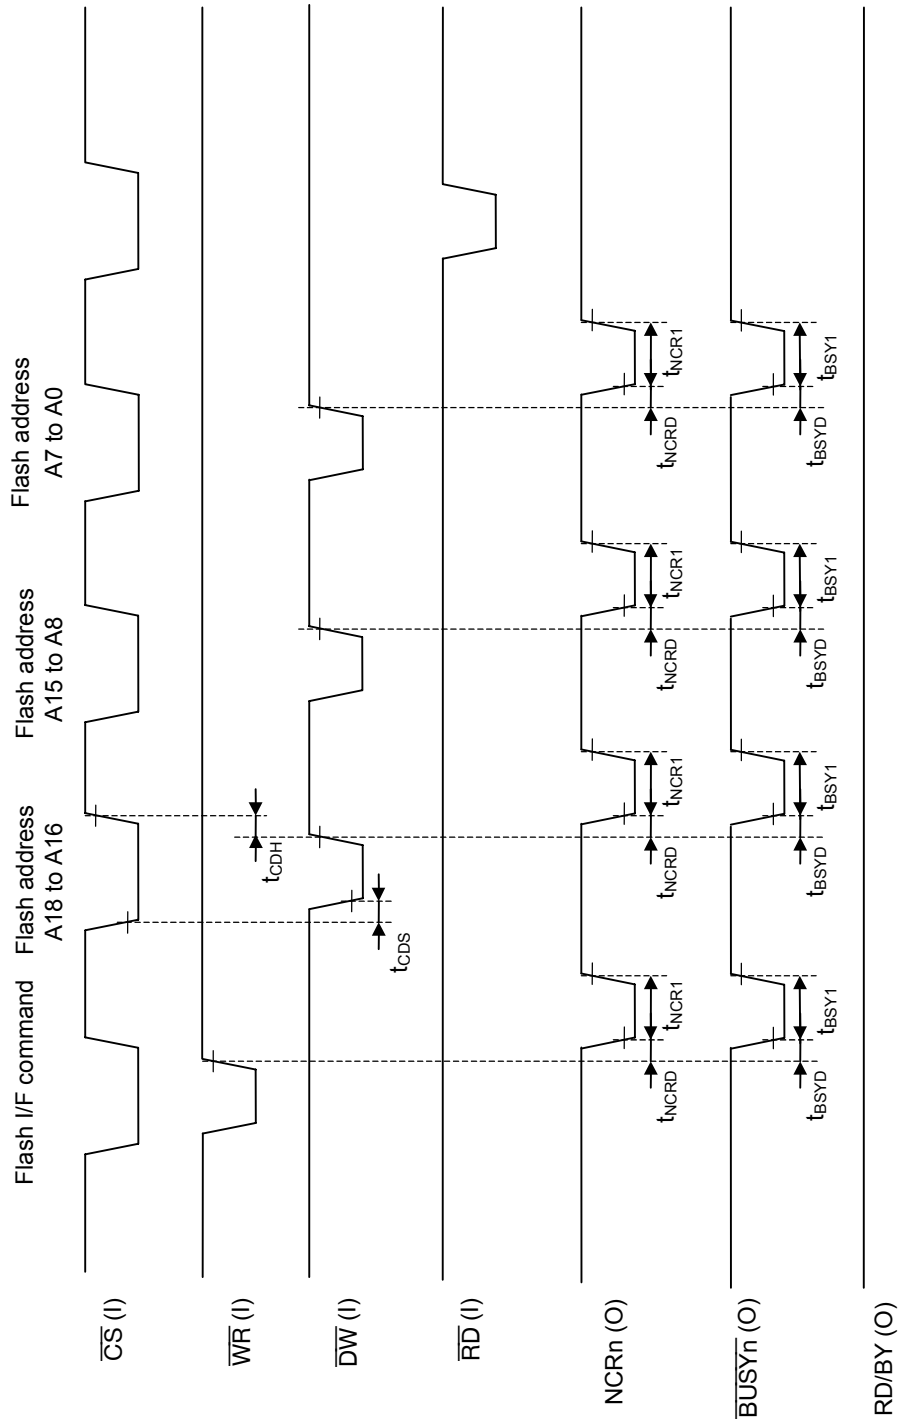 Flash I/F command
Flash address
A18 to A16
Flash address
A15 to A8
Flash address
A7 to A0
CS (I)
WR (I)
tCDH
DW (I)
tCDS
RD (I)
NCRn (O)
tNCRD
tNCR1
tNCRD
tNCR1
tNCRD
tNCR1
tNCRD
tNCR1
BUSYn (O)
tBSYD
tBSY1
tBSYD
tBSY1
tBSYD
tBSY1
tBSYD
tBSY1
RD/BY (O)